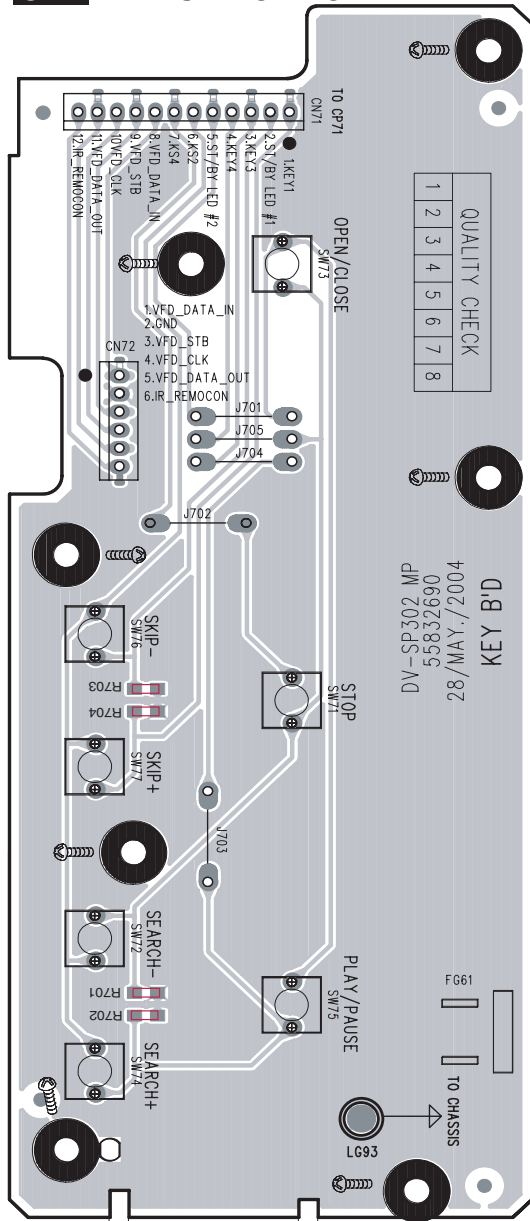 TO CP71
CN71
1.KEY1
2.ST/BY LED #1
3.KEY3
4.KEY4
5.ST/BY LED #2
6.KS2
7.KS4
8.VFD_DATA_IN
9.VFD_STB
10VFD_CLK
11.VFD_DATA_OUT
12.IR_REMOCON
OPEN/CLOSE
SW73
QUALITY CHECK
1 2 3 4 5 6 7 8
1.VFD_DATA_IN
2.GND
3.VFD_STB
4.VFD_CLK
5.VFD_DATA_OUT
6.IR_REMOCON
CN72
J701
J705
J704
J702
KEY B'D
28/MAY./2004
55832690
DV-SP302 MP
SKIP-
SW76
R703
R704
SKIP+
SW77
STOP
SW71
J703
SEARCH-
SW72
R701
R702
SEARCH+
SW74
PLAY/PAUSE
SW75
FG61
TO CHASSIS
LG93